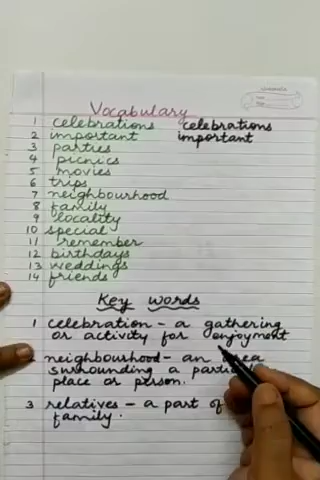 Vocabulary
1 celebrations celebrations
2 important important
3 parties
4 picnics
5 movies
6 trips
7 neighbourhood
8 family
9 locality
10 special
11 remember
12 birthdays
13 weddings
14 friends
Key words
1 celebration - a gathering
or activity for enjoyment
neighbourhood - an area
surrounding a
place or person.
3 relatives - a part of
family.